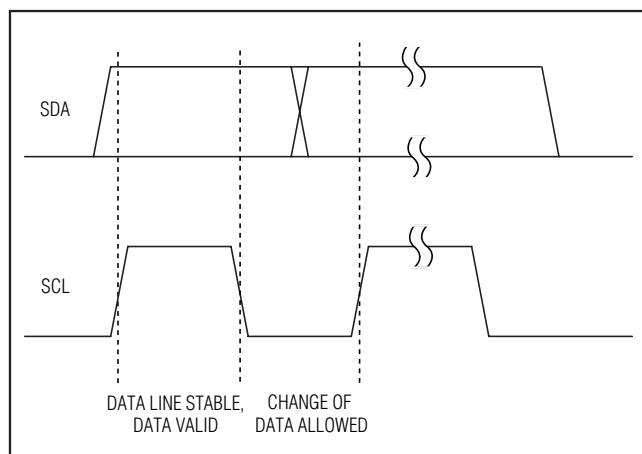 SDA
SCL
DATA LINE STABLE,
DATA VALID
CHANGE OF
DATA ALLOWED